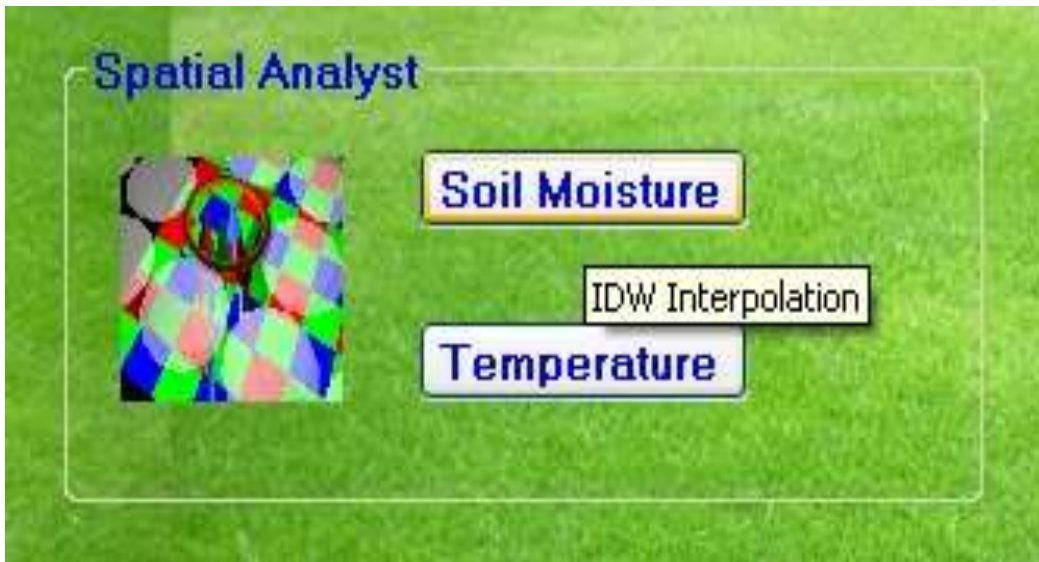 Spatial Analyst
Soil Moisture
IDW Interpolation
Temperature